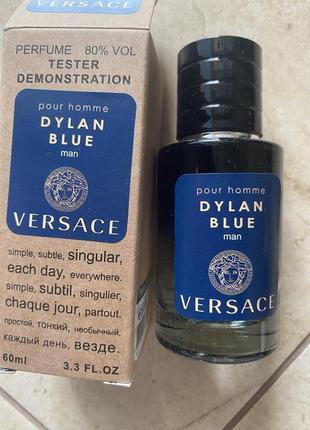 PERFUME 80% VOL
TESTER
DEMONSTRATION
pour homme
DYLAN
BLUE
man
VERSACE
simple, subtle, singular,
each day, everywhere.
simple, subtil, singulier,
chaque jour, partout.
простой, тонкий, необычный.
каждый день, везде.
60ml 3.3 FL.OZ
pour homme
DYLAN
BLUE
man
VERSACE